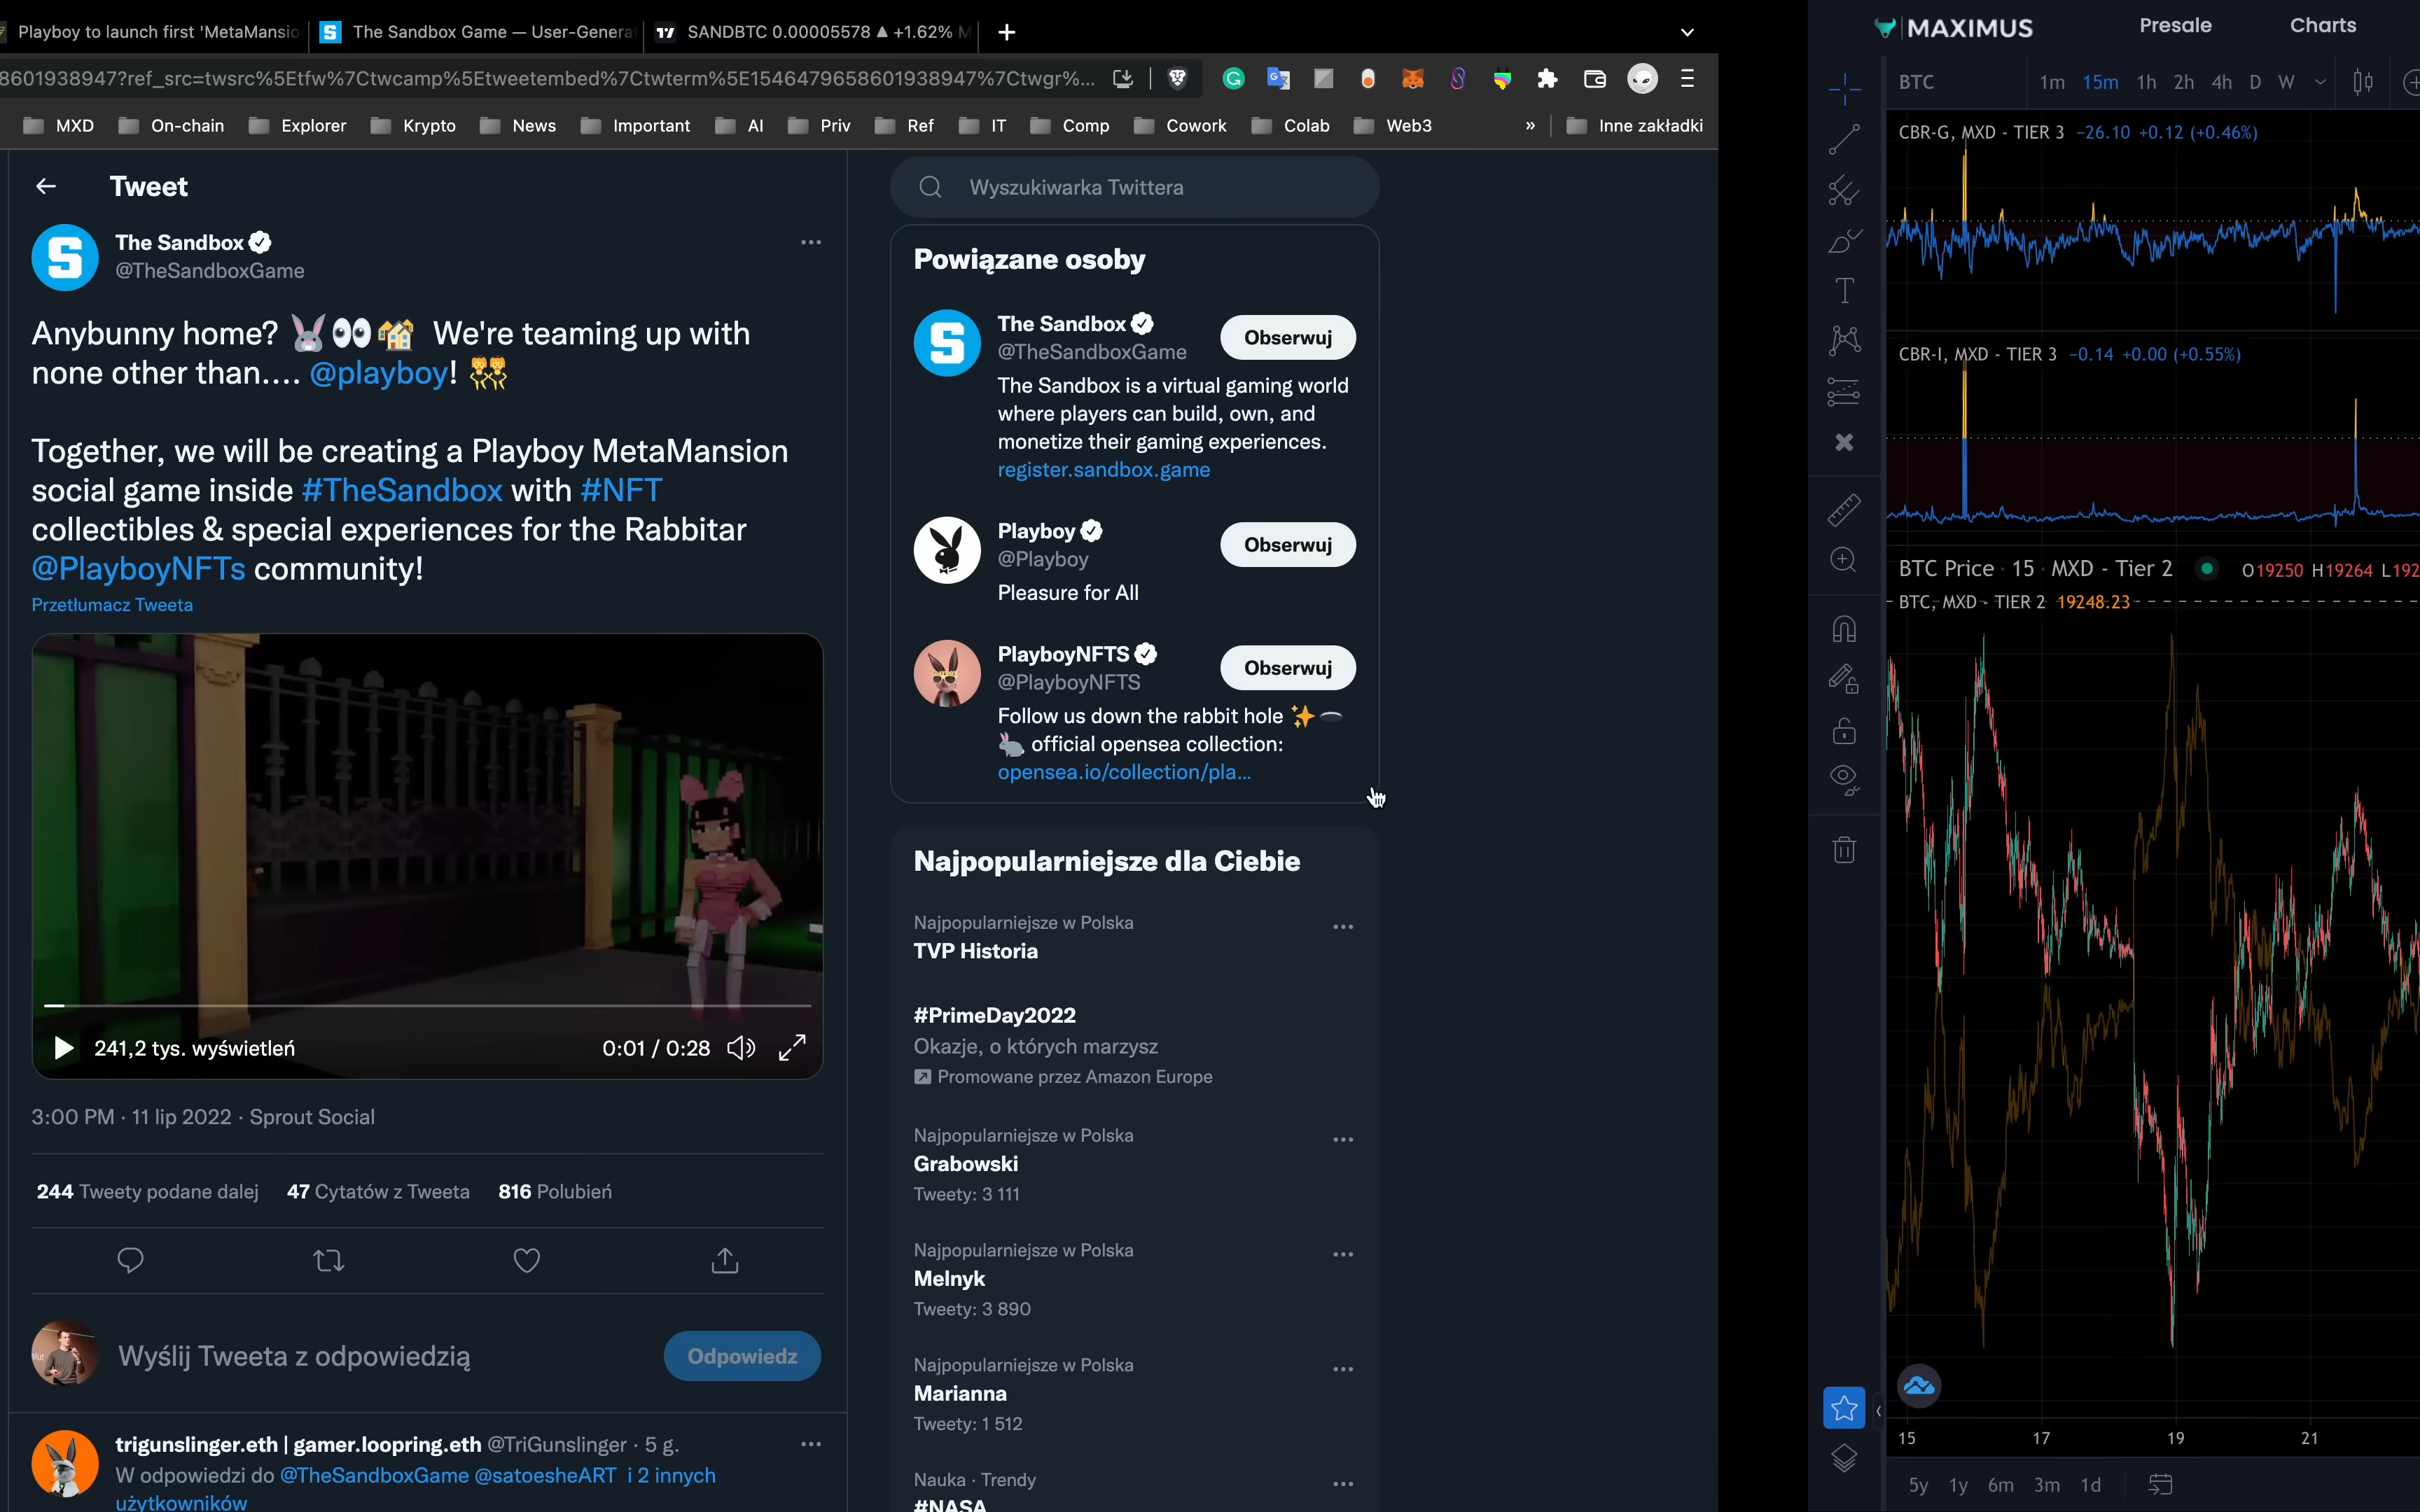 Playboy to launch first 'MetaMansio
The Sandbox Game — User-Genera
SANDBTC 0.00005578 ▲ +1.62%
8601938947?ref_src=twsrc%5Etfw%7Ctwcamp%5Etweetembed%7Ctwterm%5E1546479658601938947%7Ctwgr%...
MXD On-chain Explorer Krypto News Important AI Priv Ref IT Comp Cowork Colab Web3 » Inne zakładki
Tweet
The Sandbox
@TheSandboxGame
Anybunny home? 🐰👀🏘️ We're teaming up with
none other than.... @playboy! 👯
Together, we will be creating a Playboy MetaMansion
social game inside #TheSandbox with #NFT
collectibles & special experiences for the Rabbitar
@PlayboyNFTs community!
Przetłumacz Tweeta
241,2 tys. wyświetleń
0:01 / 0:28
3:00 PM · 11 lip 2022 · Sprout Social
244 Tweety podane dalej 47 Cytatów z Tweeta 816 Polubień
Wyślij Tweeta z odpowiedzią
Odpowiedz
trigunslinger.eth | gamer.loopring.eth @TriGunslinger · 5 g.
W odpowiedzi do @TheSandboxGame @satoesheART i 2 innych
użytkowników
Wyszukiwarka Twittera
Powiązane osoby
The Sandbox
@TheSandboxGame
Obserwuj
The Sandbox is a virtual gaming world
where players can build, own, and
monetize their gaming experiences.
register.sandbox.game
Playboy
@Playboy
Obserwuj
Pleasure for All
PlayboyNFTS
@PlayboyNFTS
Obserwuj
Follow us down the rabbit hole ✨🕳️
🐇 official opensea collection:
opensea.io/collection/pla...
Najpopularniejsze dla Ciebie
Najpopularniejsze w Polska
TVP Historia
#PrimeDay2022
Okazje, o których marzysz
Promowane przez Amazon Europe
Najpopularniejsze w Polska
Grabowski
Tweety: 3 111
Najpopularniejsze w Polska
Melnyk
Tweety: 3 890
Najpopularniejsze w Polska
Marianna
Tweety: 1 512
Nauka · Trendy
#NASA
MAXIMUS
Presale
Charts
BTC
1m 15m 1h 2h 4h D W
CBR-G, MXD - TIER 3 −26.10 +0.12 (+0.46%)
CBR-I, MXD - TIER 3 −0.14 +0.00 (+0.55%)
BTC Price · 15 · MXD - Tier 2 O19250 H19264 L192
BTC, MXD - TIER 2 19248.23
15 17 19 21
5y 1y 6m 3m 1d